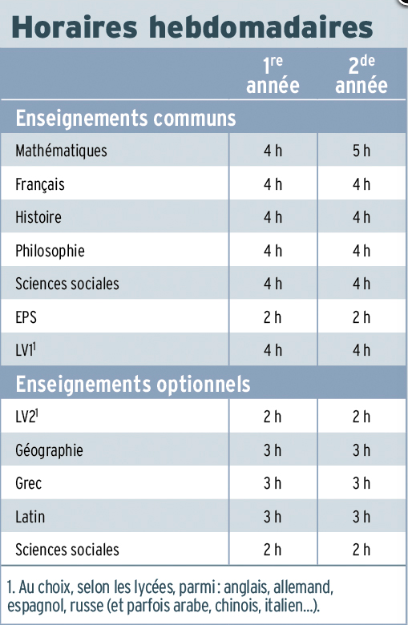 Horaires hebdomadaires
1re année 2de année
Enseignements communs
Mathématiques 4 h 5 h
Français 4 h 4 h
Histoire 4 h 4 h
Philosophie 4 h 4 h
Sciences sociales 4 h 4 h
EPS 2 h 2 h
LV1¹ 4 h 4 h
Enseignements optionnels
LV2¹ 2 h 2 h
Géographie 3 h 3 h
Grec 3 h 3 h
Latin 3 h 3 h
Sciences sociales 2 h 2 h
1. Au choix, selon les lycées, parmi : anglais, allemand,
espagnol, russe (et parfois arabe, chinois, italien...).